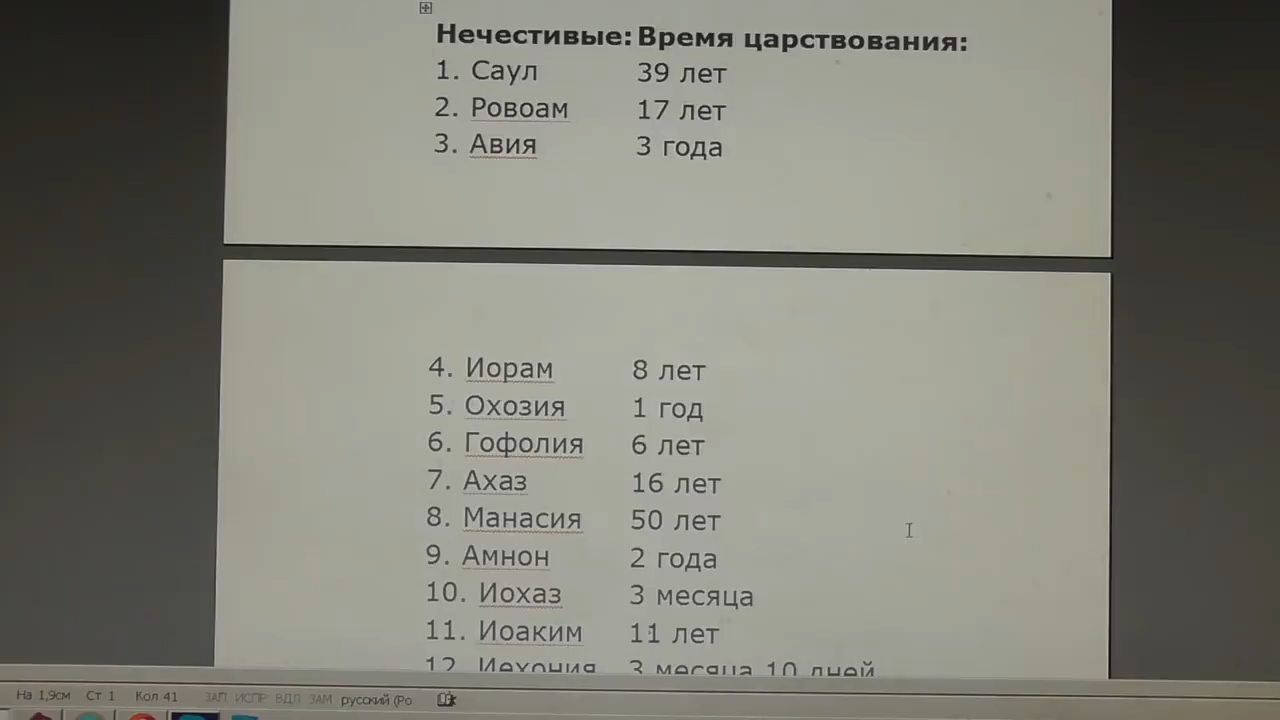 Нечестивые: Время царствования:
1. Саул 39 лет
2. Ровоам 17 лет
3. Авия 3 года
4. Иорам 8 лет
5. Охозия 1 год
6. Гофолия 6 лет
7. Ахаз 16 лет
8. Манасия 50 лет
9. Амнон 2 года
10. Иохаз 3 месяца
11. Иоаким 11 лет
12. Иехония 3 месяца 10 дней
На 1,9см Ст 1 Кол 41 ЗАП ИСПР ВДЛ ЗАМ русский (Ро